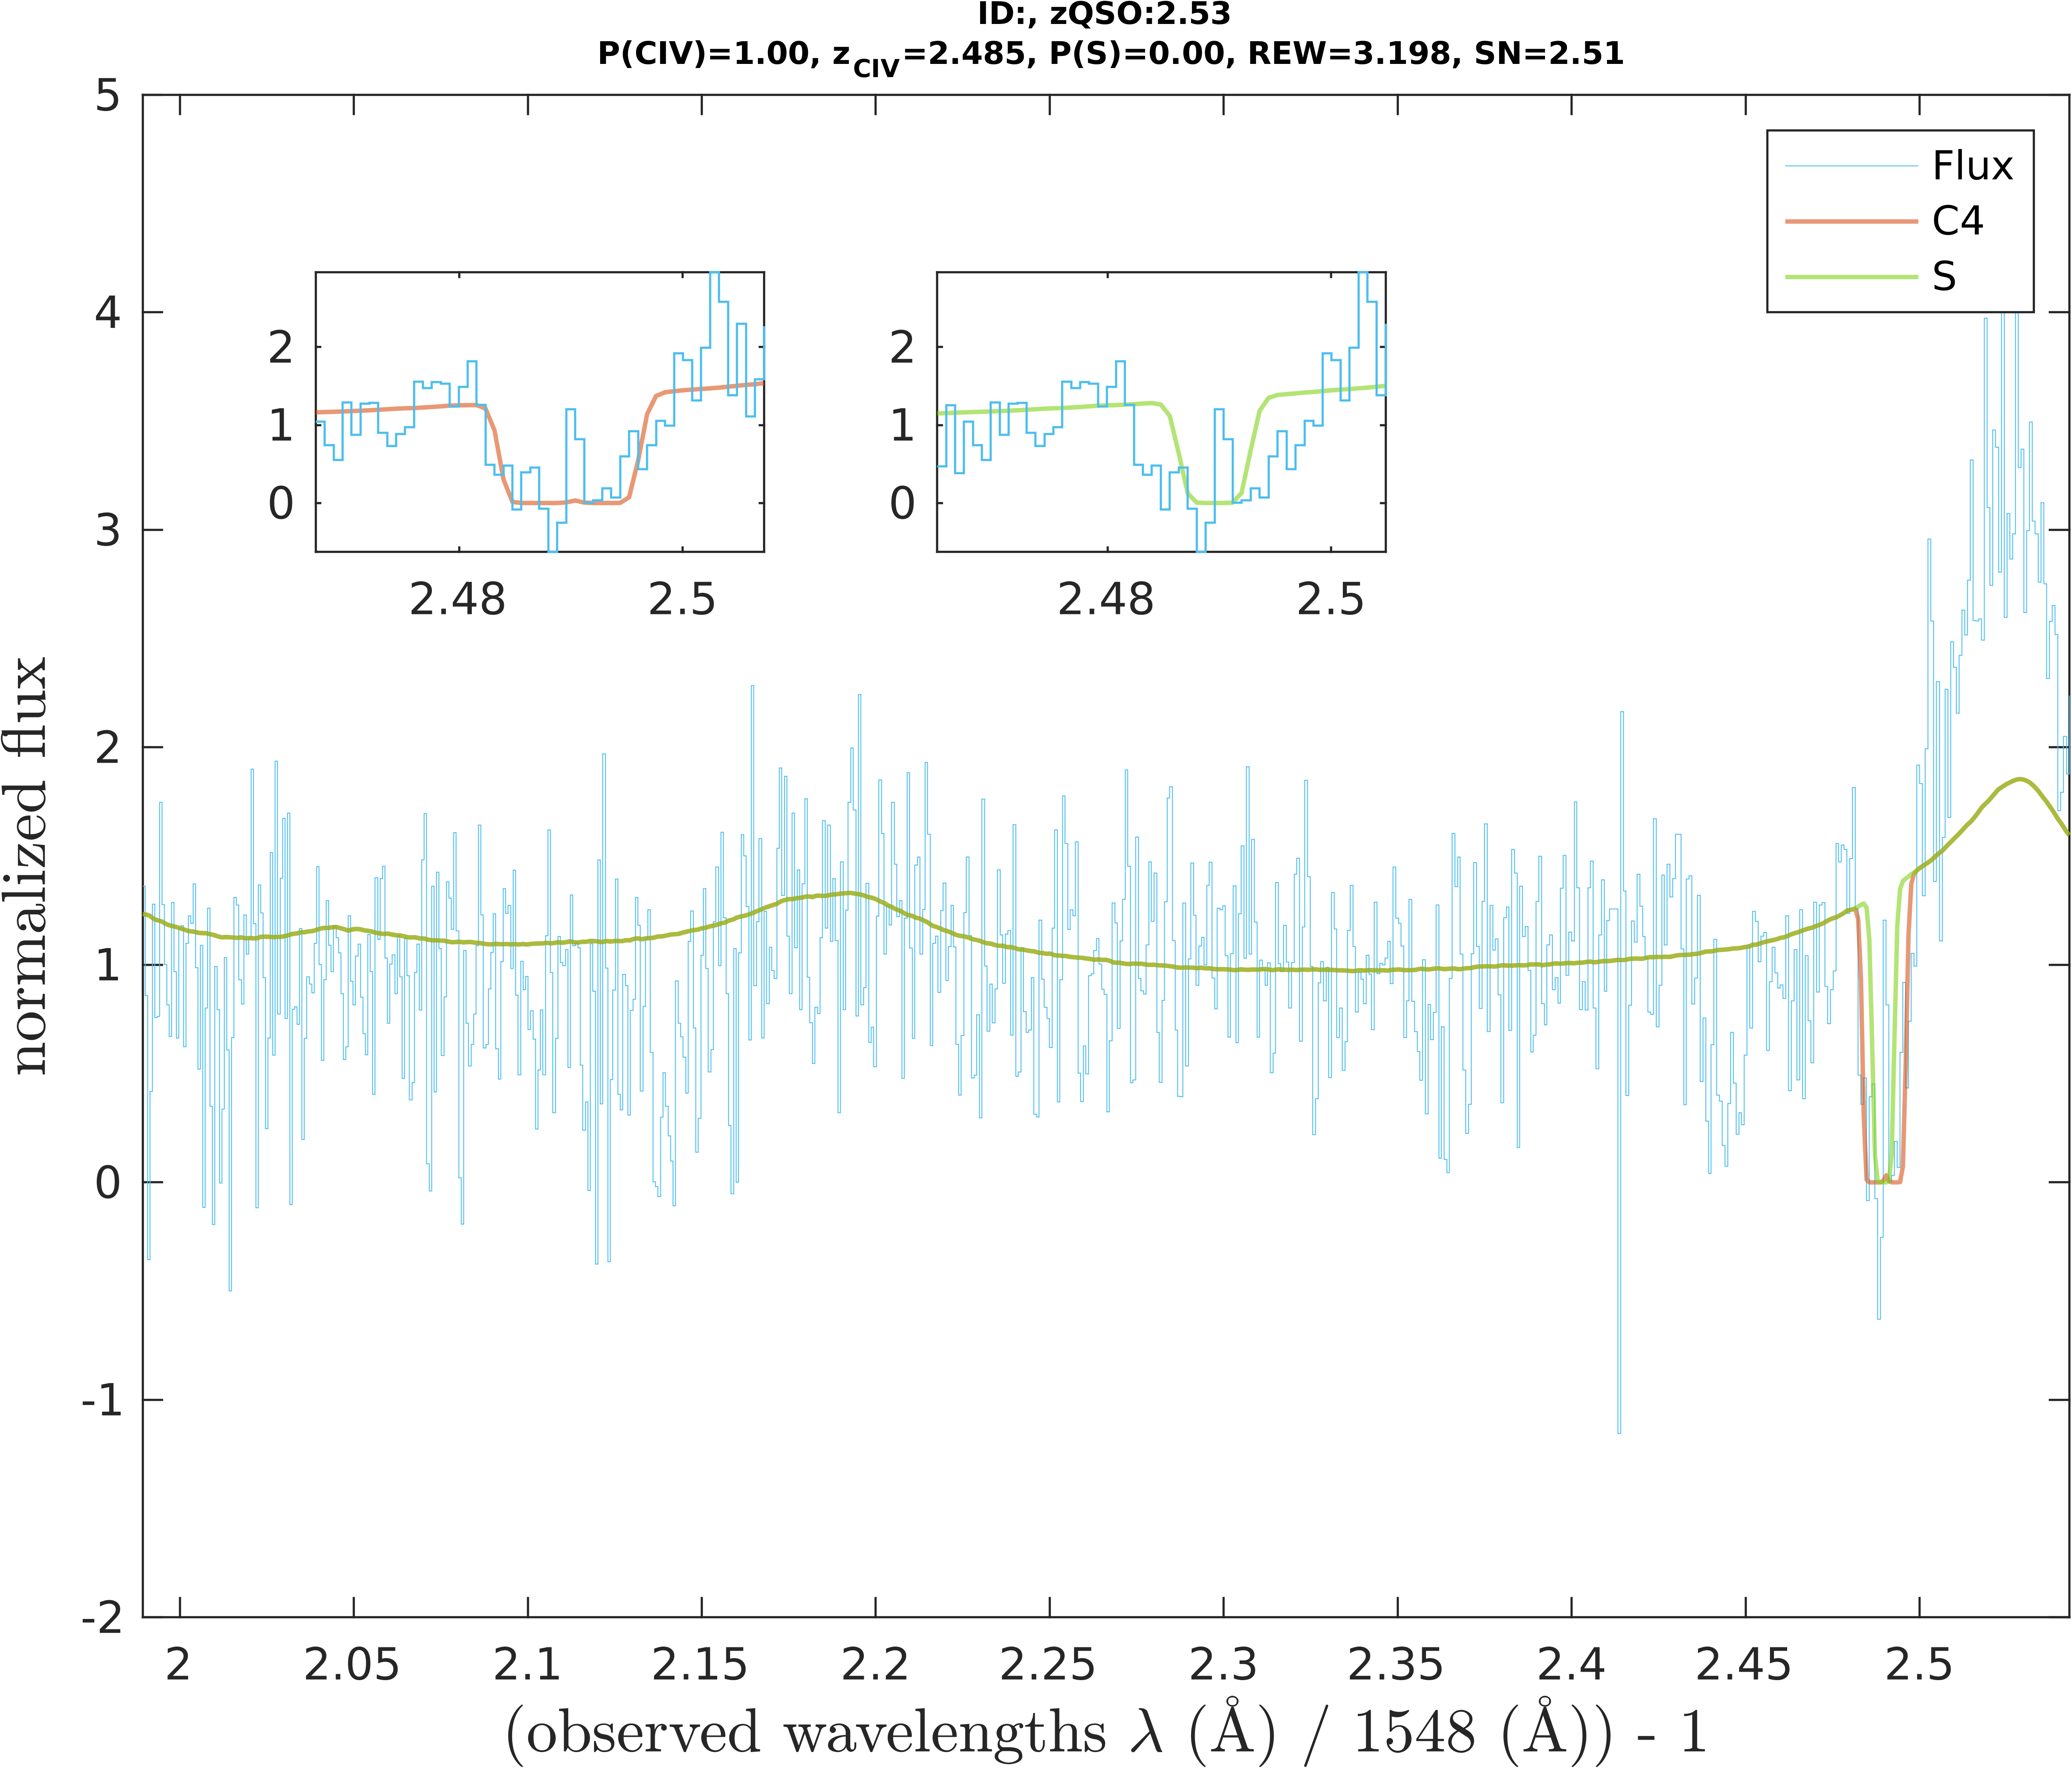 ID:, zQSO:2.53
P(CIV)=1.00, zCIV=2.485, P(S)=0.00, REW=3.198, SN=2.51
5
4
3
2
1
0
-1
-2
normalized flux
Flux
C4
S
2
1
0
2.48 2.5
2
1
0
2.48 2.5
2 2.05 2.1 2.15 2.2 2.25 2.3 2.35 2.4 2.45 2.5
(observed wavelengths λ (Å) / 1548 (Å)) - 1